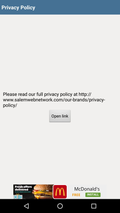 Privacy Policy
Please read our full privacy policy at http://
www.salemwebnetwork.com/our-brands/privacy-
policy/
Open link
McDonald's